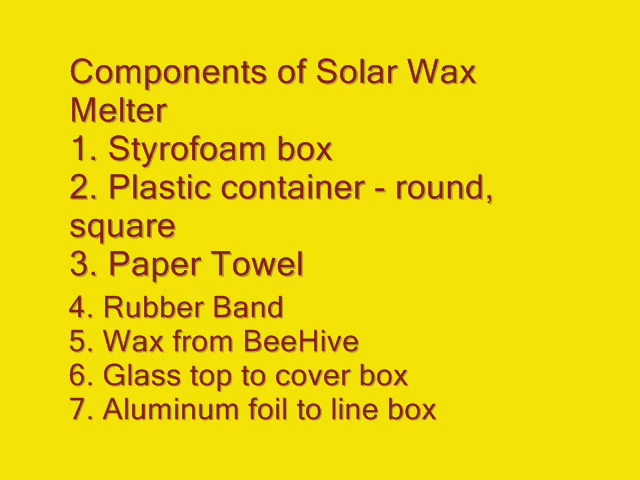 Components of Solar Wax
Melter
1. Styrofoam box
2. Plastic container - round,
square
3. Paper Towel
4. Rubber Band
5. Wax from BeeHive
6. Glass top to cover box
7. Aluminum foil to line box